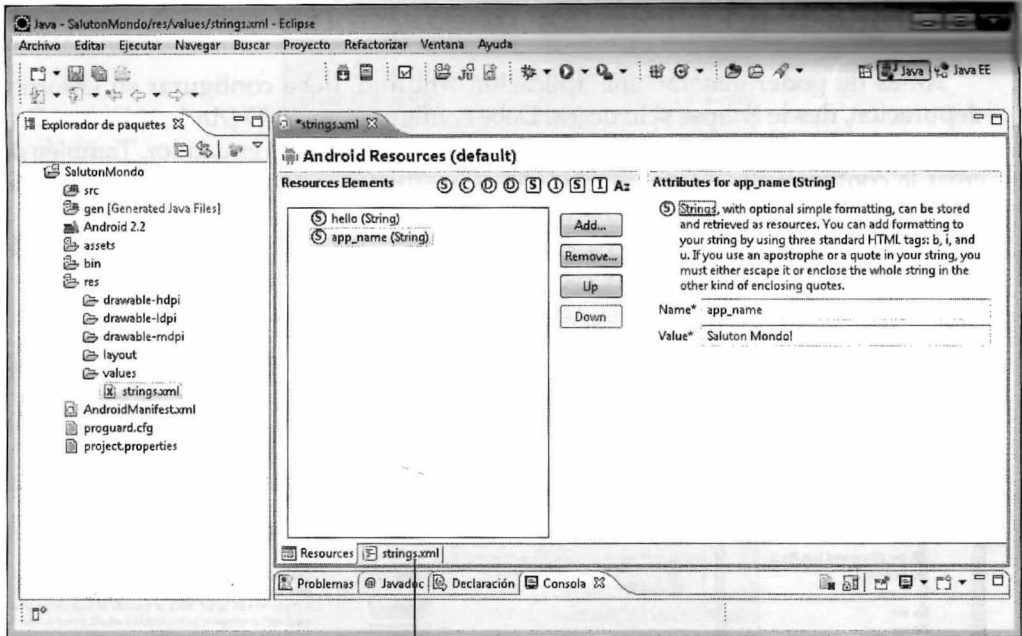 Java - SalutonMondo/res/values/strings.xml - Eclipse
Archivo Editar Ejecutar Navegar Buscar Proyecto Refactorizar Ventana Ayuda
Java Java EE
Explorador de paquetes
SalutonMondo
src
gen [Generated Java Files]
Android 2.2
assets
bin
res
drawable-hdpi
drawable-ldpi
drawable-mdpi
layout
values
strings.xml
AndroidManifest.xml
proguard.cfg
project.properties
*strings.xml
Android Resources (default)
Resources Elements S C D D S I S I Az
S hello (String)
S app_name (String)
Add...
Remove...
Up
Down
Attributes for app_name (String)
S Strings, with optional simple formatting, can be stored
and retrieved as resources. You can add formatting to
your string by using three standard HTML tags: b, i, and
u. If you use an apostrophe or a quote in your string, you
must either escape it or enclose the whole string in the
other kind of enclosing quotes.
Name* app_name
Value* Saluton Mondo!
Resources strings.xml
Problemas @ Javadoc Declaración Consola